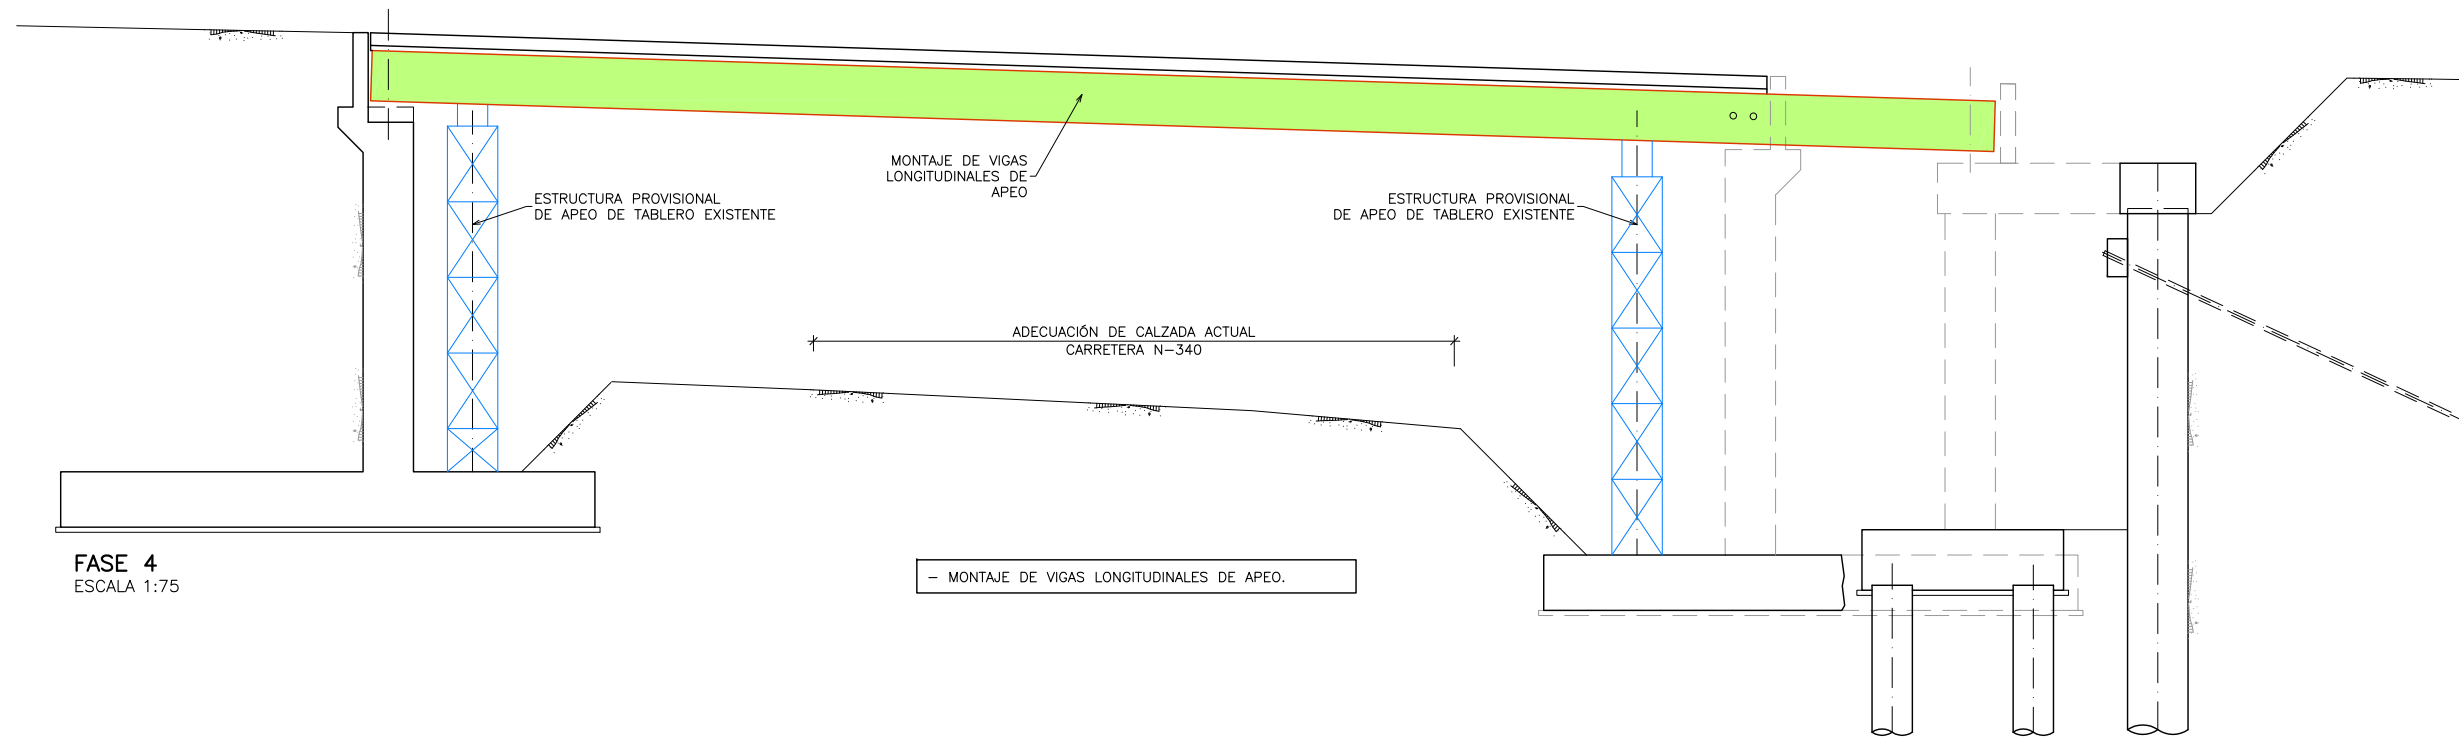 MONTAJE DE VIGAS
LONGITUDINALES DE
APEO
ESTRUCTURA PROVISIONAL
DE APEO DE TABLERO EXISTENTE
ESTRUCTURA PROVISIONAL
DE APEO DE TABLERO EXISTENTE
ADECUACIÓN DE CALZADA ACTUAL
CARRETERA N-340
FASE 4
ESCALA 1:75
- MONTAJE DE VIGAS LONGITUDINALES DE APEO.